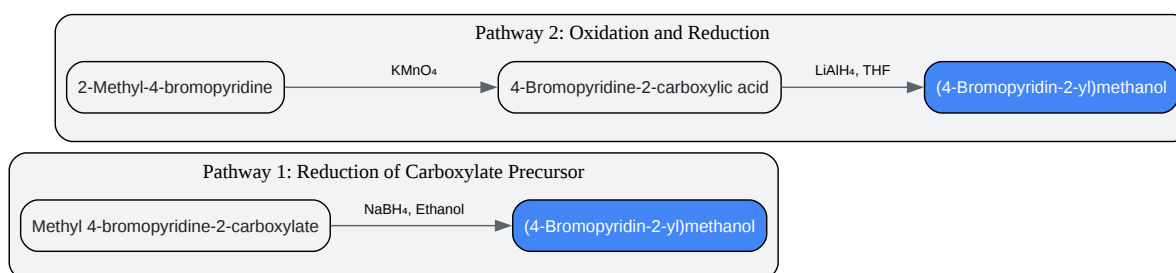 Pathway 2: Oxidation and Reduction
2-Methyl-4-bromopyridine
KMnO₄
4-Bromopyridine-2-carboxylic acid
LiAlH₄, THF
(4-Bromopyridin-2-yl)methanol
Pathway 1: Reduction of Carboxylate Precursor
Methyl 4-bromopyridine-2-carboxylate
NaBH₄, Ethanol
(4-Bromopyridin-2-yl)methanol